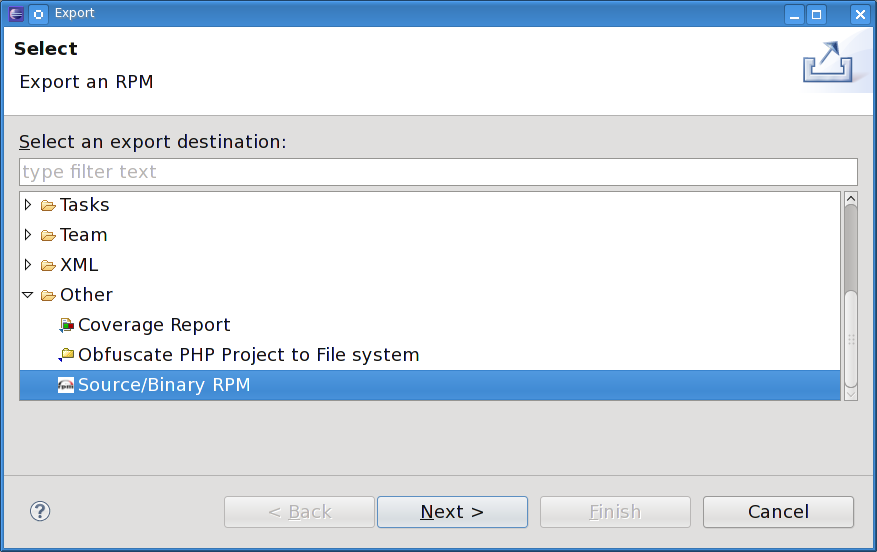 Export
Select
Export an RPM
Select an export destination:
type filter text
Tasks
Team
XML
Other
Coverage Report
Obfuscate PHP Project to File system
rpm Source/Binary RPM
? < Back Next > Finish Cancel